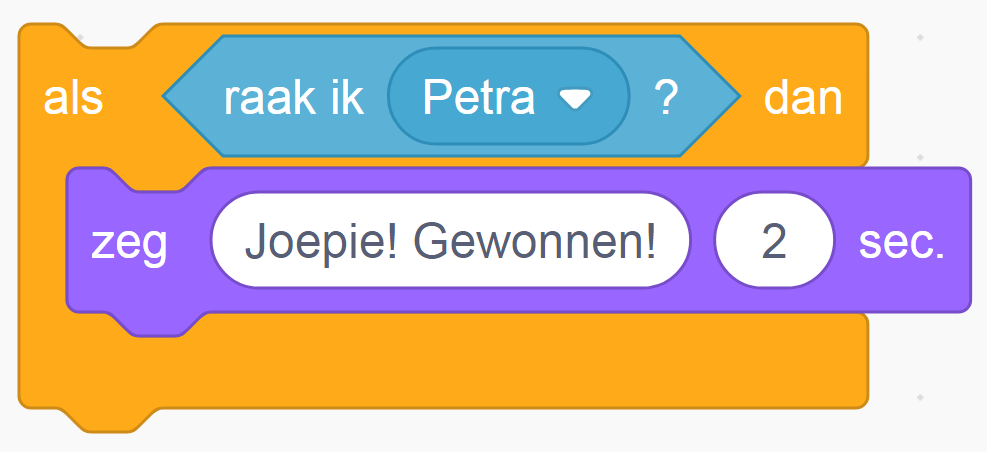 als raak ik Petra ? dan
zeg Joepie! Gewonnen! 2 sec.